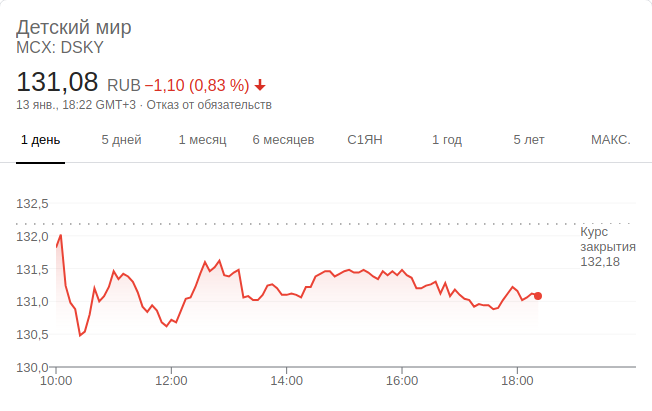 Детский мир
MCX: DSKY
131,08 RUB −1,10 (0,83 %)
13 янв., 18:22 GMT+3 · Отказ от обязательств
1 день 5 дней 1 месяц 6 месяцев С1ЯН 1 год 5 лет МАКС.
132,5
Курс
закрытия
132,18
132,0
131,5
131,0
130,5
130,0
10:00 12:00 14:00 16:00 18:00